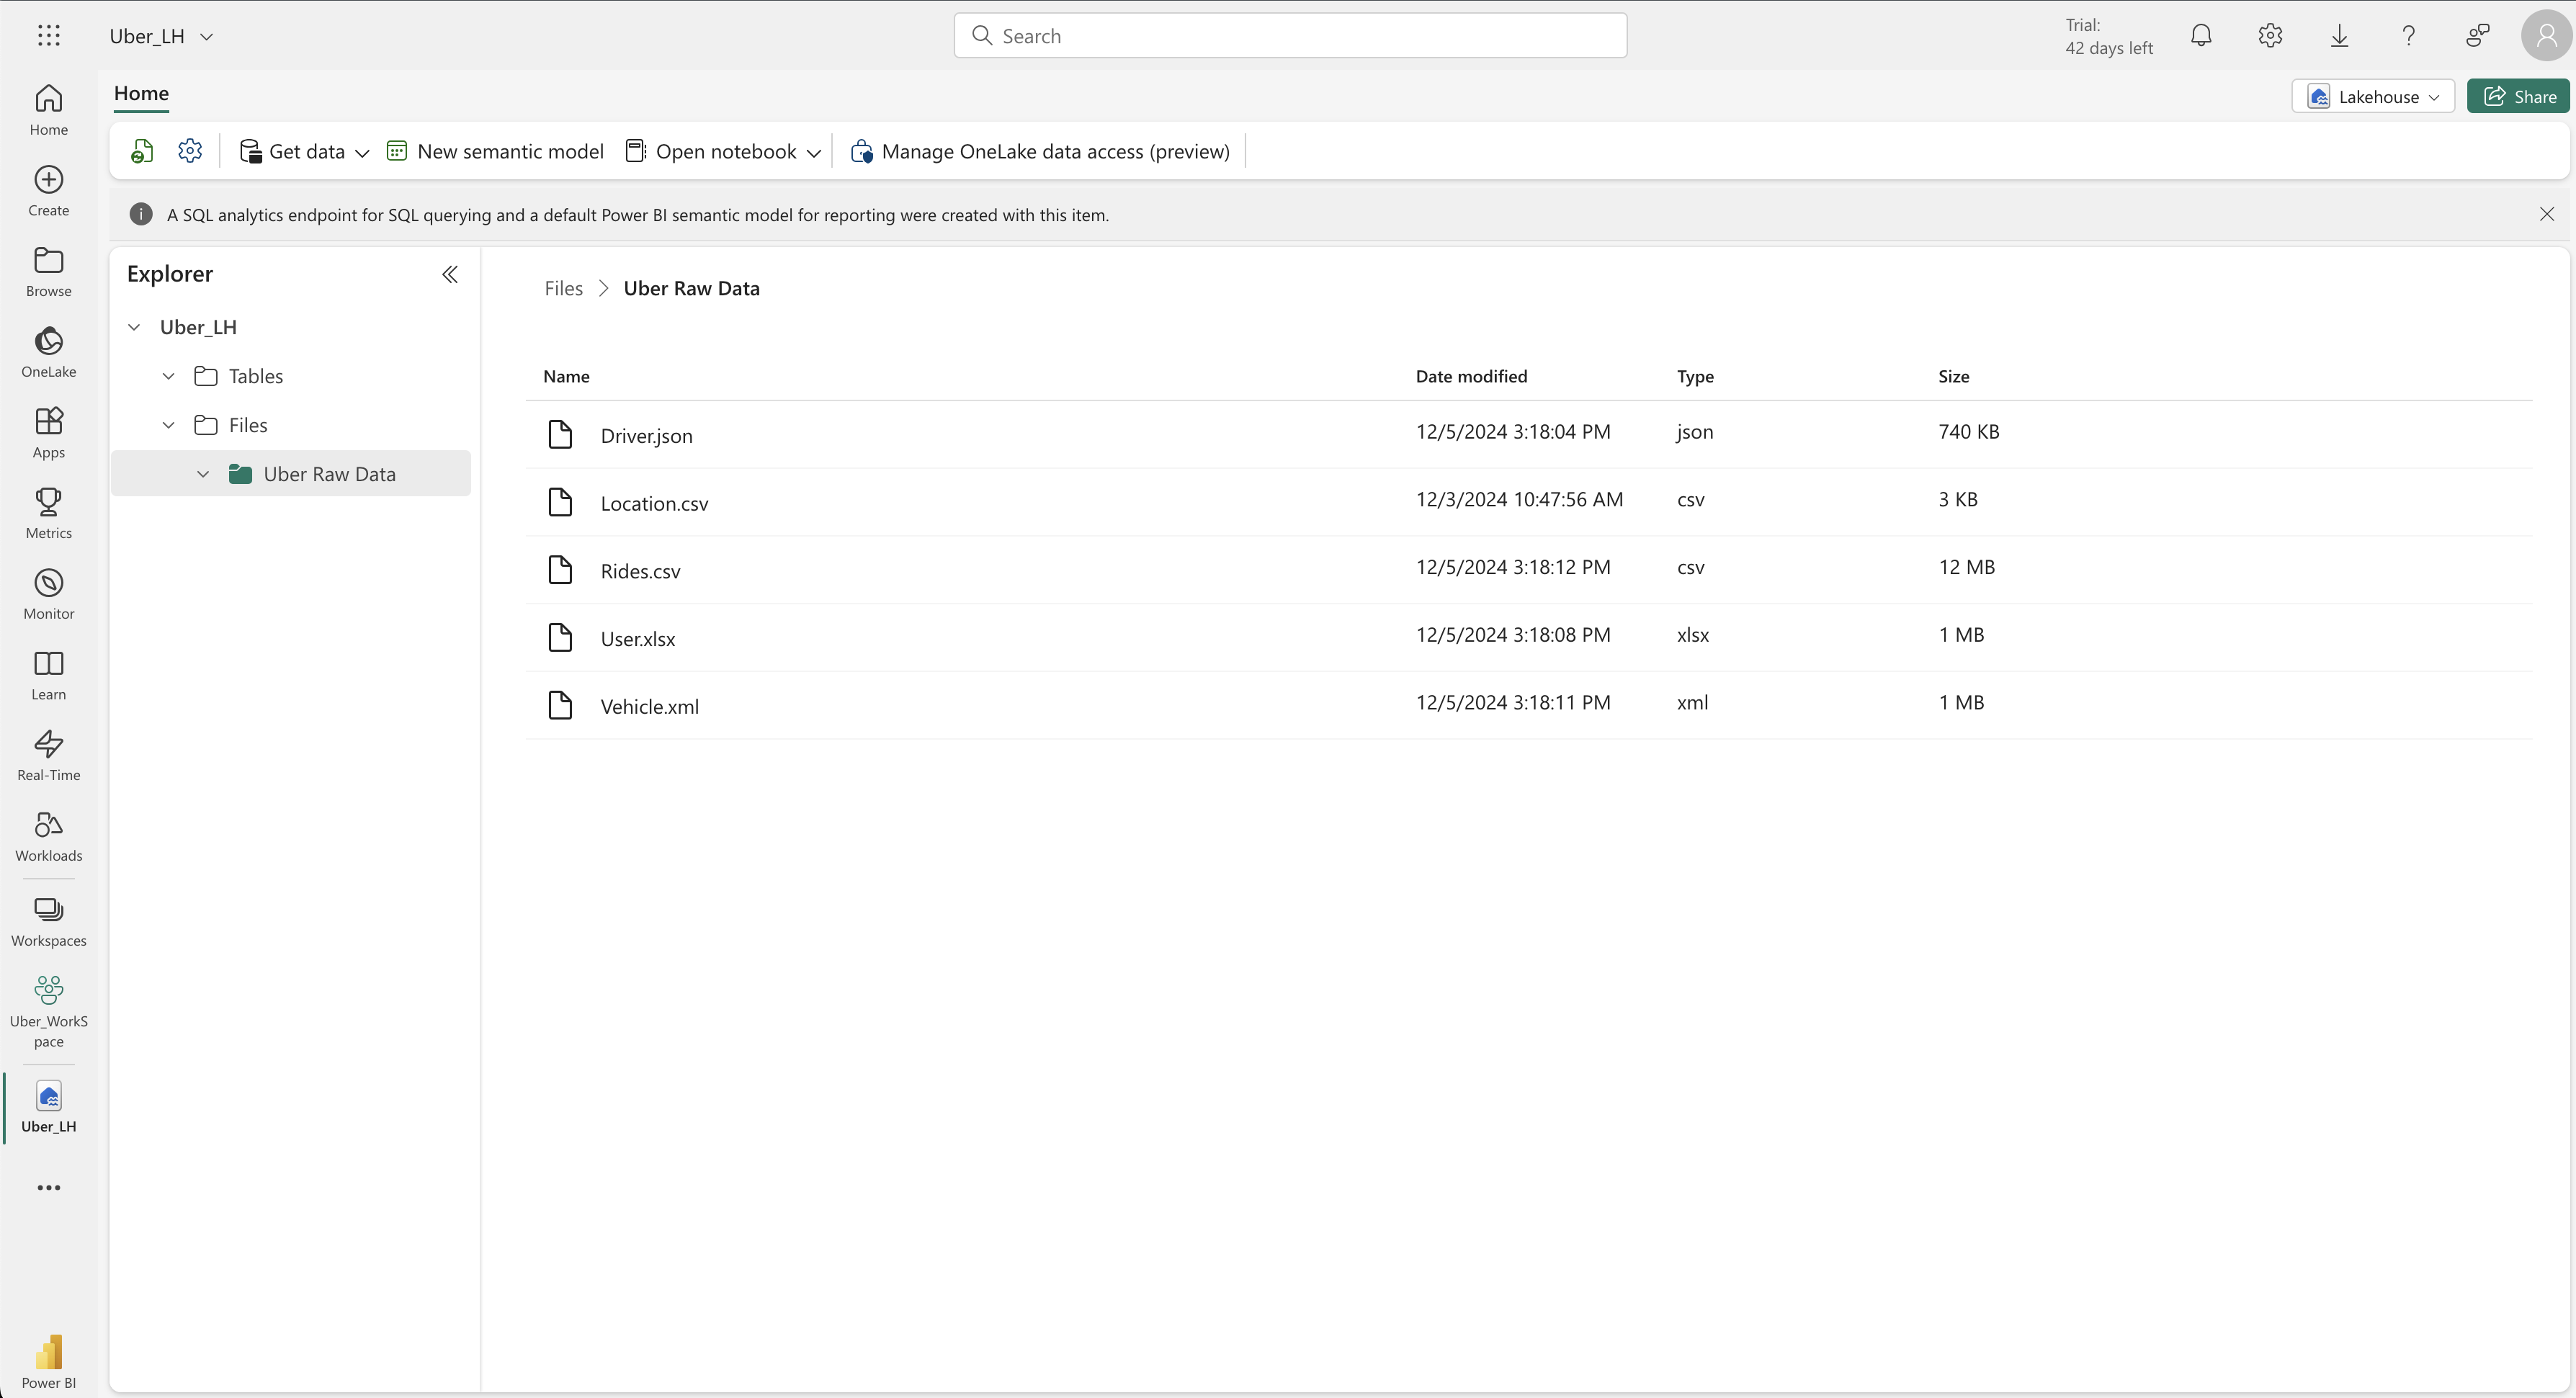 Uber_LH
Search
Trial:
42 days left
Home
Lakehouse
Share
Get data
New semantic model
Open notebook
Manage OneLake data access (preview)
A SQL analytics endpoint for SQL querying and a default Power BI semantic model for reporting were created with this item.
Home
Create
Browse
OneLake
Apps
Metrics
Monitor
Learn
Real-Time
Workloads
Workspaces
Uber_WorkS
pace
Uber_LH
Power BI
Explorer
Uber_LH
Tables
Files
Uber Raw Data
Files > Uber Raw Data
Name Date modified Type Size
Driver.json 12/5/2024 3:18:04 PM json 740 KB
Location.csv 12/3/2024 10:47:56 AM csv 3 KB
Rides.csv 12/5/2024 3:18:12 PM csv 12 MB
User.xlsx 12/5/2024 3:18:08 PM xlsx 1 MB
Vehicle.xml 12/5/2024 3:18:11 PM xml 1 MB